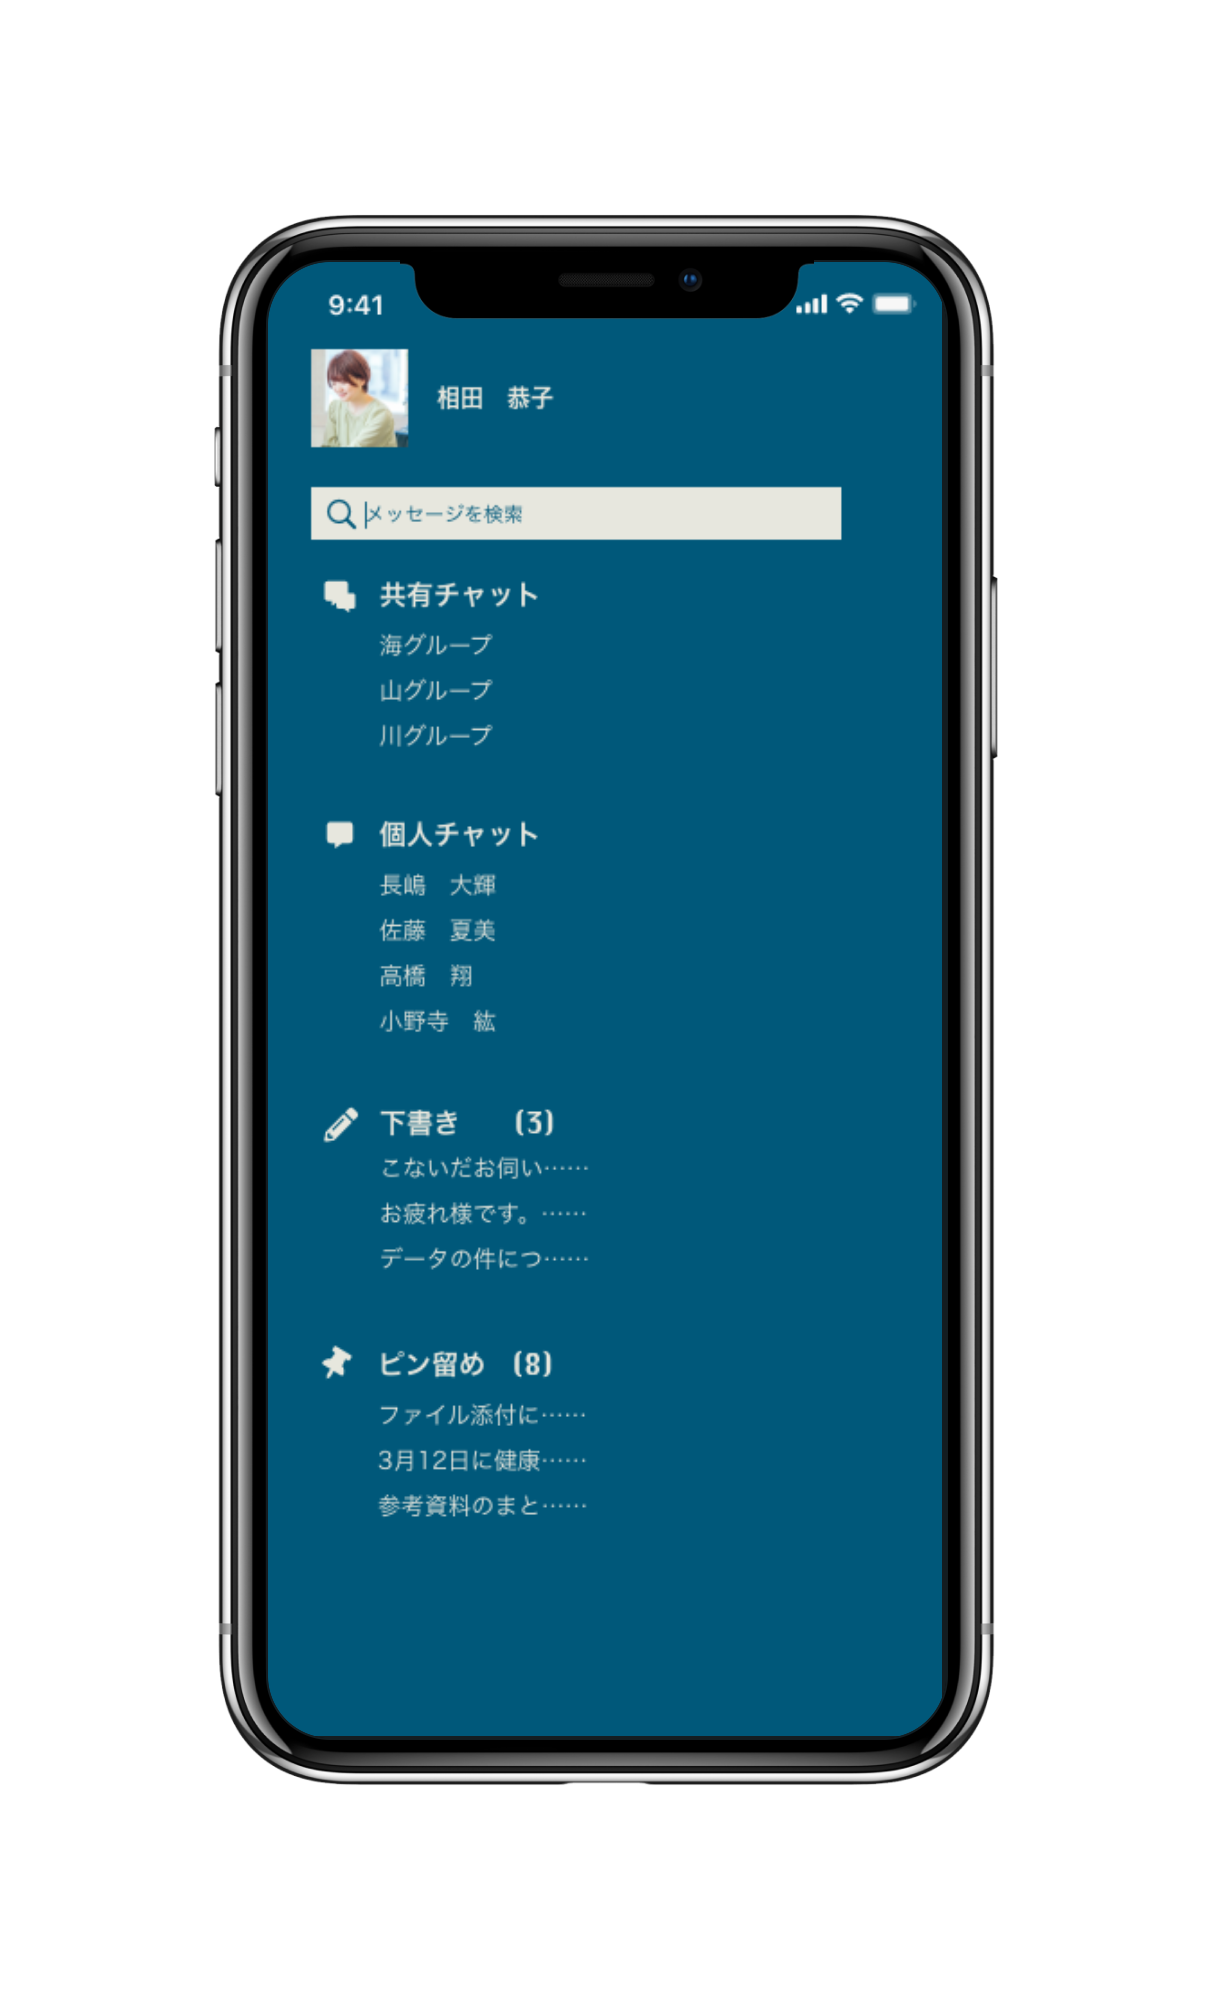 9:41
相田　恭子
メッセージを検索
共有チャット
海グループ
山グループ
川グループ
個人チャット
長嶋　大輝
佐藤　夏美
高橋　翔
小野寺　紘
下書き　　(3)
こないだお伺い……
お疲れ様です。……
データの件につ……
ピン留め　(8)
ファイル添付に……
3月12日に健康……
参考資料のまと……